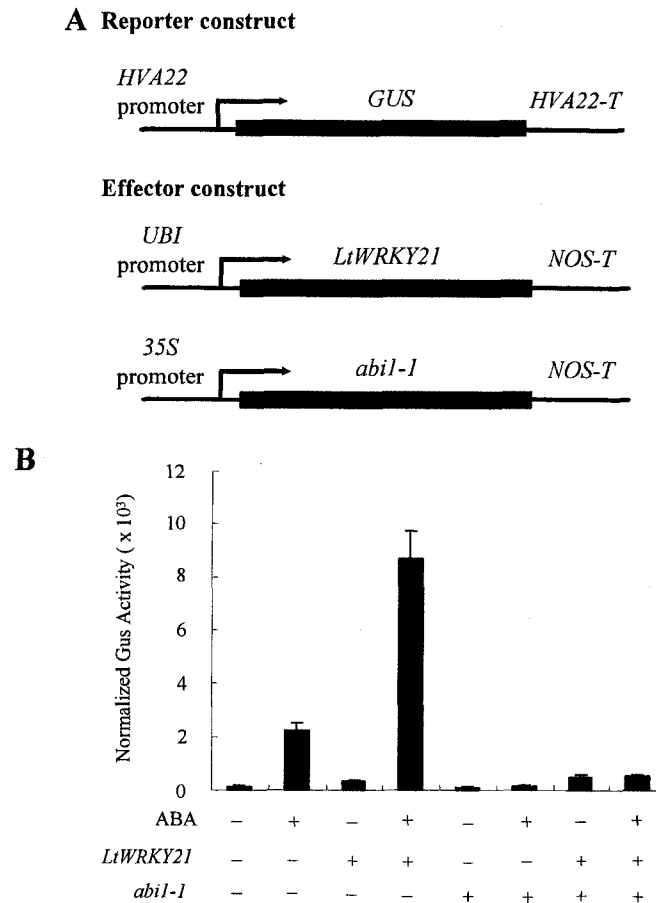 A Reporter construct
HVA22
promoter
GUS
HVA22-T
Effector construct
UBI
promoter
LtWRKY21
NOS-T
35S
promoter
abi1-1
NOS-T
B
Normalized Gus Activity ( x 10³)
12
10
8
6
4
2
0
ABA − + − + − + − +
LtWRKY21 − − + + − − + +
abi1-1 − − − − + + + +